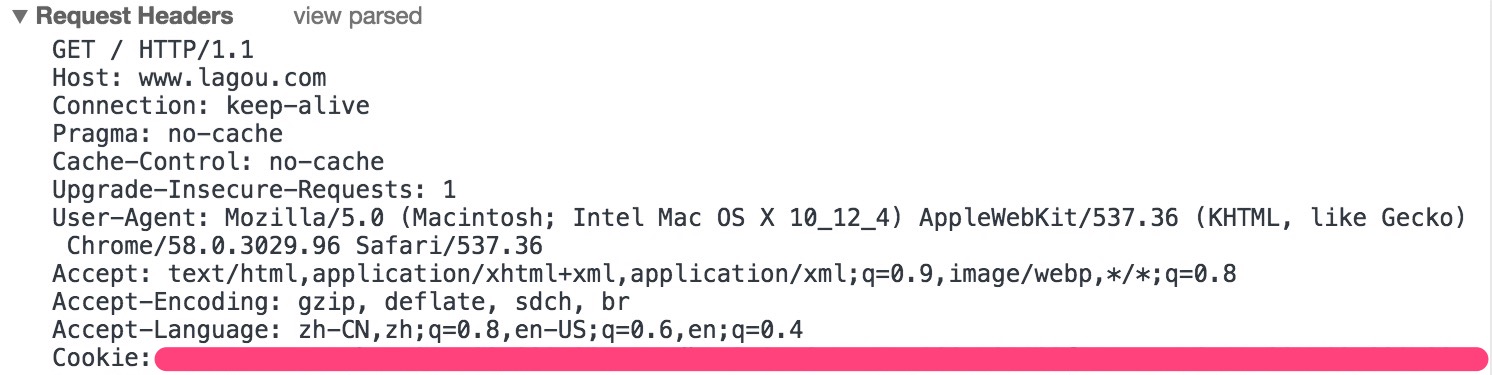 ▼ Request Headers view parsed
GET / HTTP/1.1
Host: www.lagou.com
Connection: keep-alive
Pragma: no-cache
Cache-Control: no-cache
Upgrade-Insecure-Requests: 1
User-Agent: Mozilla/5.0 (Macintosh; Intel Mac OS X 10_12_4) AppleWebKit/537.36 (KHTML, like Gecko)
Chrome/58.0.3029.96 Safari/537.36
Accept: text/html,application/xhtml+xml,application/xml;q=0.9,image/webp,*/*;q=0.8
Accept-Encoding: gzip, deflate, sdch, br
Accept-Language: zh-CN,zh;q=0.8,en-US;q=0.6,en;q=0.4
Cookie: